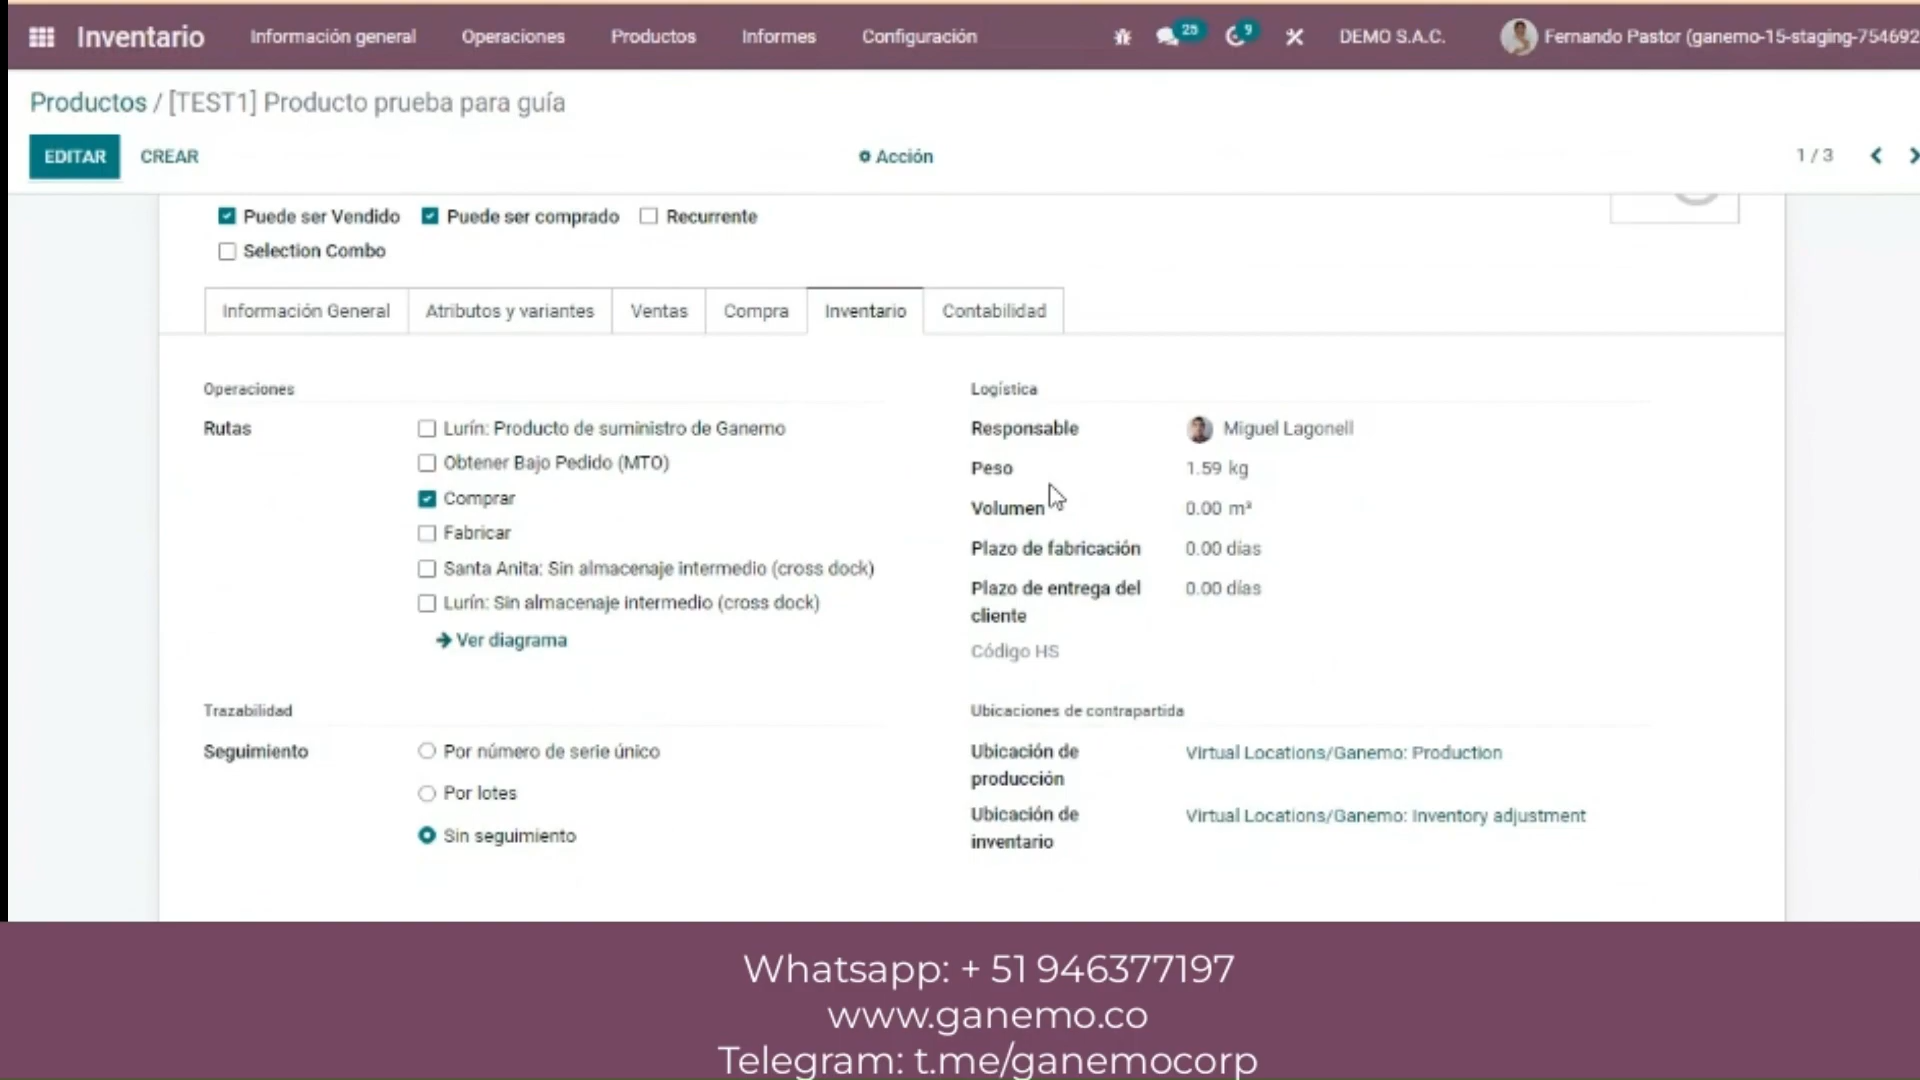 Inventario Información general Operaciones Productos Informes Configuración 25 9 DEMO S.A.C. Fernando Pastor (ganemo-15-staging-754692
Productos / [TEST1] Producto prueba para guía
EDITAR CREAR Acción 1 / 3
Puede ser Vendido Puede ser comprado Recurrente
Selection Combo
Información General Atributos y variantes Ventas Compra Inventario Contabilidad
Operaciones
Rutas
Lurín: Producto de suministro de Ganemo
Obtener Bajo Pedido (MTO)
Comprar
Fabricar
Santa Anita: Sin almacenaje intermedio (cross dock)
Lurín: Sin almacenaje intermedio (cross dock)
Ver diagrama
Logística
Responsable Miguel Lagonell
Peso 1.59 kg
Volumen 0.00 m³
Plazo de fabricación 0.00 días
Plazo de entrega del 0.00 días
cliente
Código HS
Trazabilidad
Seguimiento
Por número de serie único
Por lotes
Sin seguimiento
Ubicaciones de contrapartida
Ubicación de Virtual Locations/Ganemo: Production
producción
Ubicación de Virtual Locations/Ganemo: Inventory adjustment
inventario
Whatsapp: + 51 946377197
www.ganemo.co
Telegram: t.me/ganemocorp